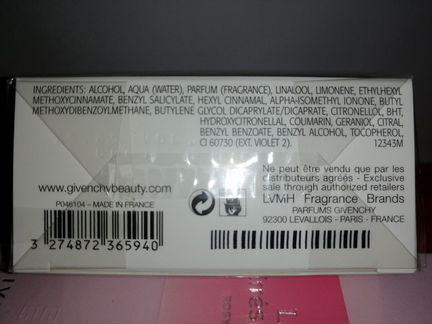 INGREDIENTS: ALCOHOL, AQUA (WATER), PARFUM (FRAGRANCE), LINALOOL, LIMONENE, ETHYLHEXYL
METHOXYCINNAMATE, BENZYL SALICYLATE, HEXYL CINNAMAL, ALPHA-ISOMETHYL IONONE, BUTYL
METHOXYDIBENZOYLMETHANE, BUTYLENE GLYCOL DICAPRYLATE/DICAPRATE, CITRONELLOL, BHT,
HYDROXYCITRONELLAL, COUMARIN, GERANIOL, CITRAL,
BENZYL BENZOATE, BENZYL ALCOHOL, TOCOPHEROL,
CI 60730 (EXT. VIOLET 2). 12343M
Ne peut être vendu que par les
distributeurs agréés - Exclusive
sale through authorized retailers
LVMH Fragrance Brands
PARFUMS GIVENCHY
92300 LEVALLOIS - PARIS - FRANCE
www.givenchybeauty.com
P046104 - MADE IN FRANCE
3 274872 365940